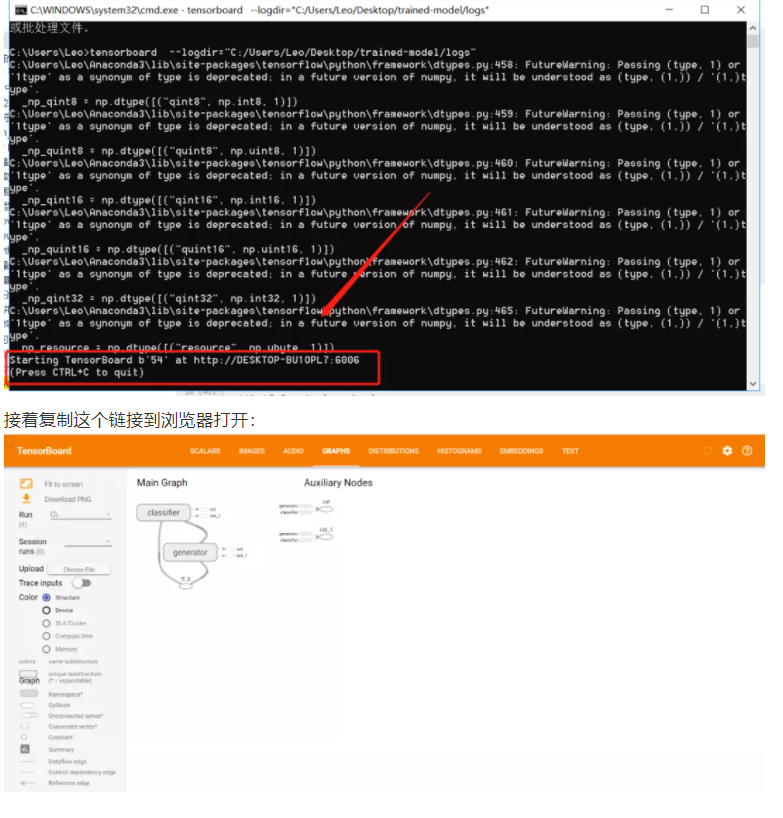 C:\WINDOWS\system32\cmd.exe - tensorboard --logdir="C:/Users/Leo/Desktop/trained-model/logs"
或批处理文件。
C:\Users\Leo>tensorboard --logdir="C:/Users/Leo/Desktop/trained-model/logs"
C:\Users\Leo\Anaconda3\lib\site-packages\tensorflow\python\framework\dtypes.py:458: FutureWarning: Passing (type, 1) or
'1type' as a synonym of type is deprecated; in a future version of numpy, it will be understood as (type, (1,)) / '(1,)t
ype'.
_np_qint8 = np.dtype([("qint8", np.int8, 1)])
C:\Users\Leo\Anaconda3\lib\site-packages\tensorflow\python\framework\dtypes.py:459: FutureWarning: Passing (type, 1) or
'1type' as a synonym of type is deprecated; in a future version of numpy, it will be understood as (type, (1,)) / '(1,)t
ype'.
_np_quint8 = np.dtype([("quint8", np.uint8, 1)])
C:\Users\Leo\Anaconda3\lib\site-packages\tensorflow\python\framework\dtypes.py:460: FutureWarning: Passing (type, 1) or
'1type' as a synonym of type is deprecated; in a future version of numpy, it will be understood as (type, (1,)) / '(1,)t
ype'.
_np_qint16 = np.dtype([("qint16", np.int16, 1)])
C:\Users\Leo\Anaconda3\lib\site-packages\tensorflow\python\framework\dtypes.py:461: FutureWarning: Passing (type, 1) or
'1type' as a synonym of type is deprecated; in a future version of numpy, it will be understood as (type, (1,)) / '(1,)t
ype'.
_np_quint16 = np.dtype([("quint16", np.uint16, 1)])
C:\Users\Leo\Anaconda3\lib\site-packages\tensorflow\python\framework\dtypes.py:462: FutureWarning: Passing (type, 1) or
'1type' as a synonym of type is deprecated; in a future version of numpy, it will be understood as (type, (1,)) / '(1,)t
ype'.
_np_qint32 = np.dtype([("qint32", np.int32, 1)])
C:\Users\Leo\Anaconda3\lib\site-packages\tensorflow\python\framework\dtypes.py:465: FutureWarning: Passing (type, 1) or
'1type' as a synonym of type is deprecated; in a future version of numpy, it will be understood as (type, (1,)) / '(1,)t
ype'.
np_resource = np.dtype([("resource", np.ubyte, 1)])
Starting TensorBoard b'54' at http://DESKTOP-BU1OPL7:6006
(Press CTRL+C to quit)
接着复制这个链接到浏览器打开：
TensorBoard SCALARS IMAGES AUDIO GRAPHS DISTRIBUTIONS HISTOGRAMS EMBEDDINGS TEXT
Fit to screen
Download PNG
Run
(1)
Session
runs (0)
Upload Choose File
Trace inputs
Color Structure
Device
XLA Cluster
Compute time
Memory
colors same substructure
unique substructure
Graph (* = expandable)
Namespace*
OpNode
Unconnected series*
Connected series*
Constant
Summary
Dataflow edge
Control dependency edge
Reference edge
Main Graph
classifier
init
init_1
generator
init
init_1
Auxiliary Nodes
generator
classifier
init
generator
classifier
init_1